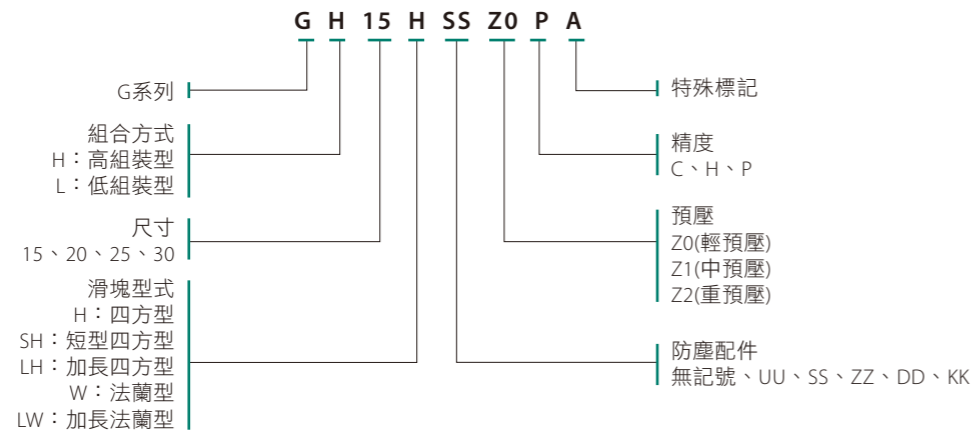 G H 15 H SS Z0 P A
G系列
組合方式
H：高組裝型
L：低組裝型
尺寸
15、20、25、30
滑塊型式
H：四方型
SH：短型四方型
LH：加長四方型
W：法蘭型
LW：加長法蘭型
特殊標記
精度
C、H、P
預壓
Z0(輕預壓)
Z1(中預壓)
Z2(重預壓)
防塵配件
無記號、UU、SS、ZZ、DD、KK